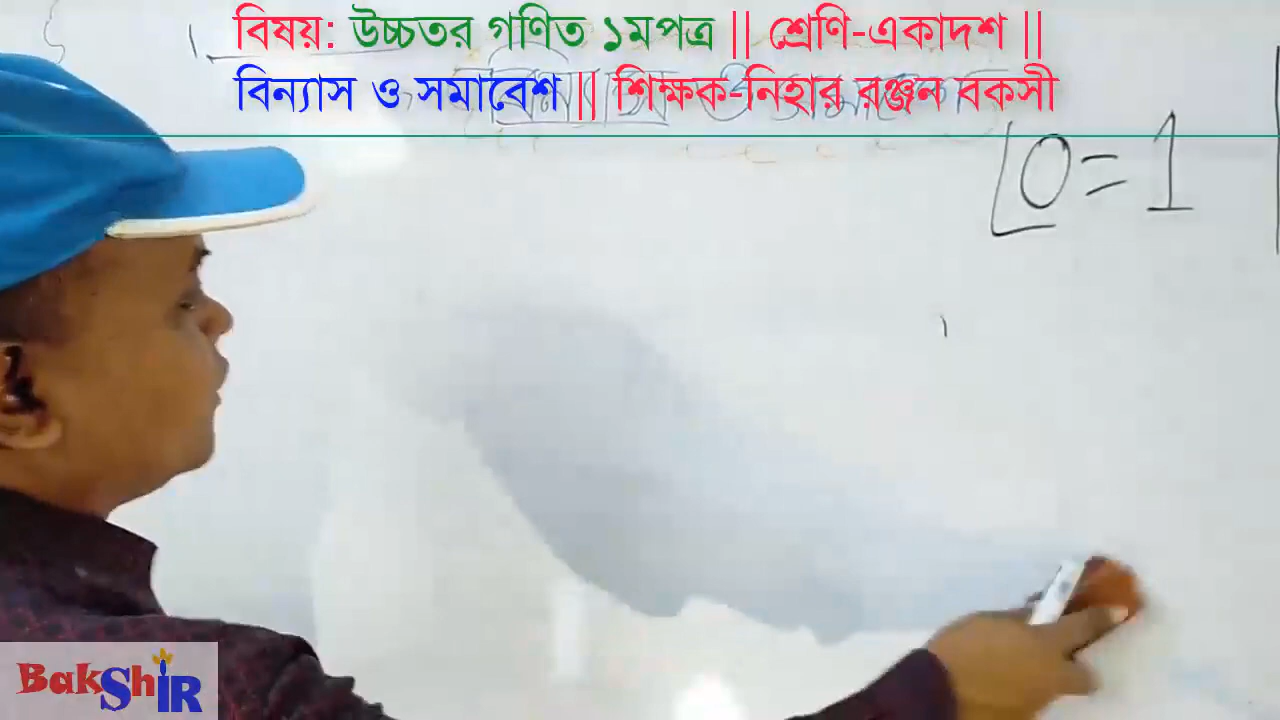 বিষয়: উচ্চতর গণিত ১মপত্র || শ্রেণি-একাদশ ||
বিন্যাস ও সমাবেশ || শিক্ষক-নিহার রঞ্জন বকসী
0 = 1
BakShIR